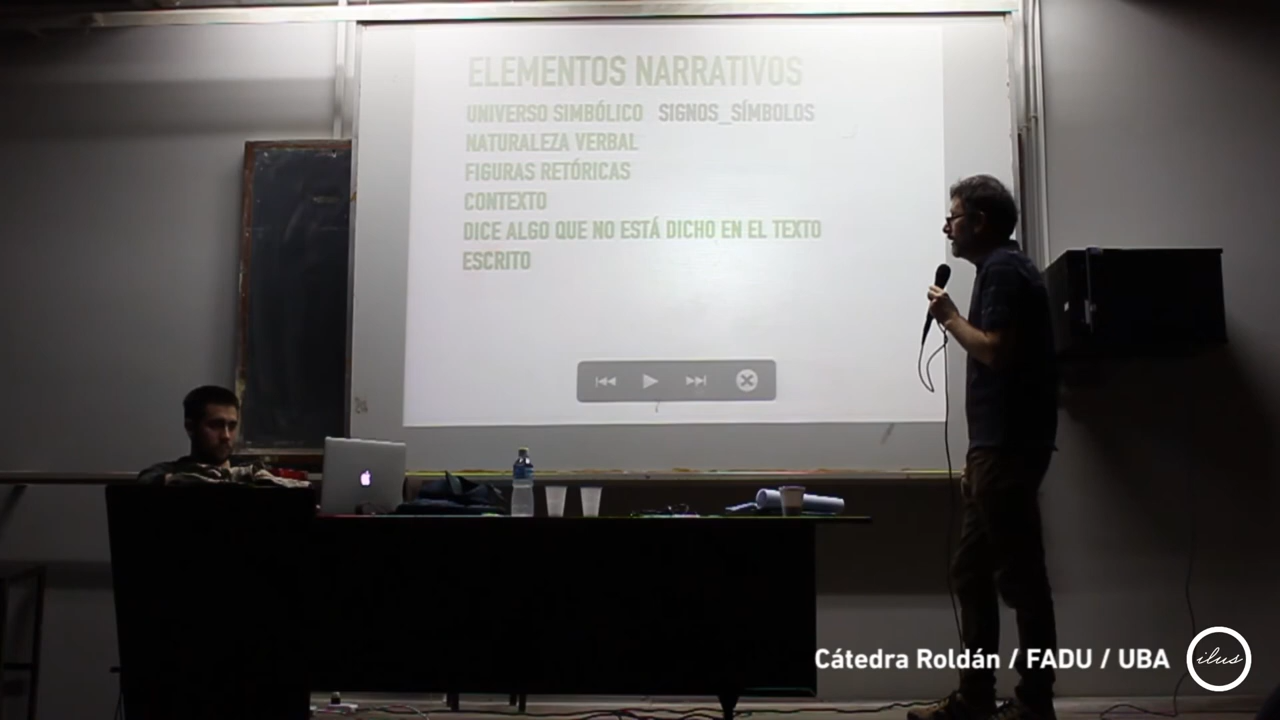 ELEMENTOS NARRATIVOS
UNIVERSO SIMBÓLICO SIGNOS_SÍMBOLOS
NATURALEZA VERBAL
FIGURAS RETÓRICAS
CONTEXTO
DICE ALGO QUE NO ESTÁ DICHO EN EL TEXTO
ESCRITO
Cátedra Roldán / FADU / UBA
ilus